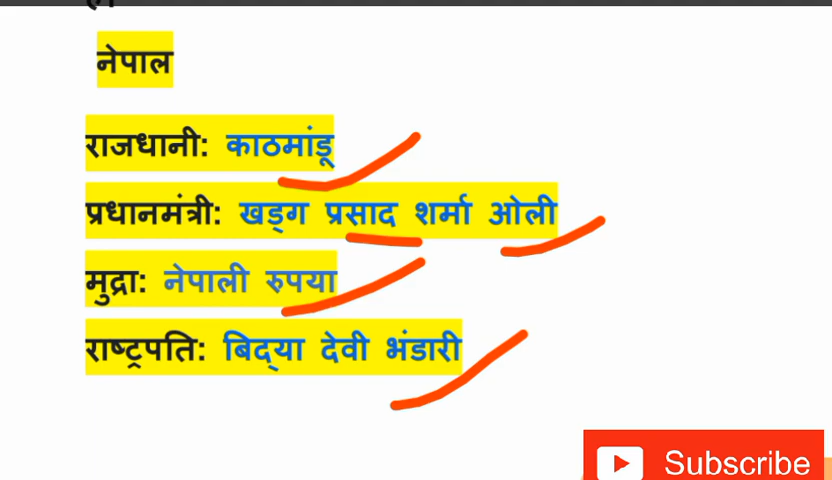 नेपाल
राजधानी: काठमांडू
प्रधानमंत्री: खड्ग प्रसाद शर्मा ओली
मुद्रा: नेपाली रुपया
राष्ट्रपति: बिद्या देवी भंडारी
Subscribe